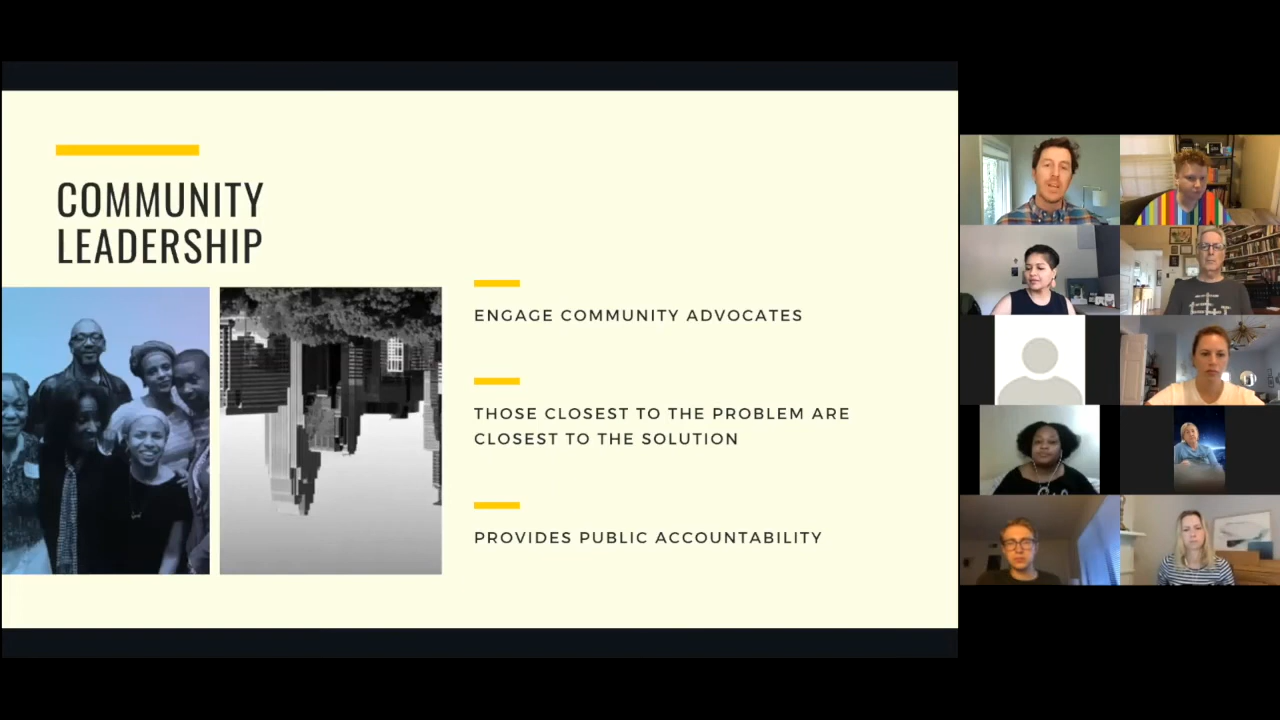 COMMUNITY
LEADERSHIP
ENGAGE COMMUNITY ADVOCATES
THOSE CLOSEST TO THE PROBLEM ARE
CLOSEST TO THE SOLUTION
PROVIDES PUBLIC ACCOUNTABILITY